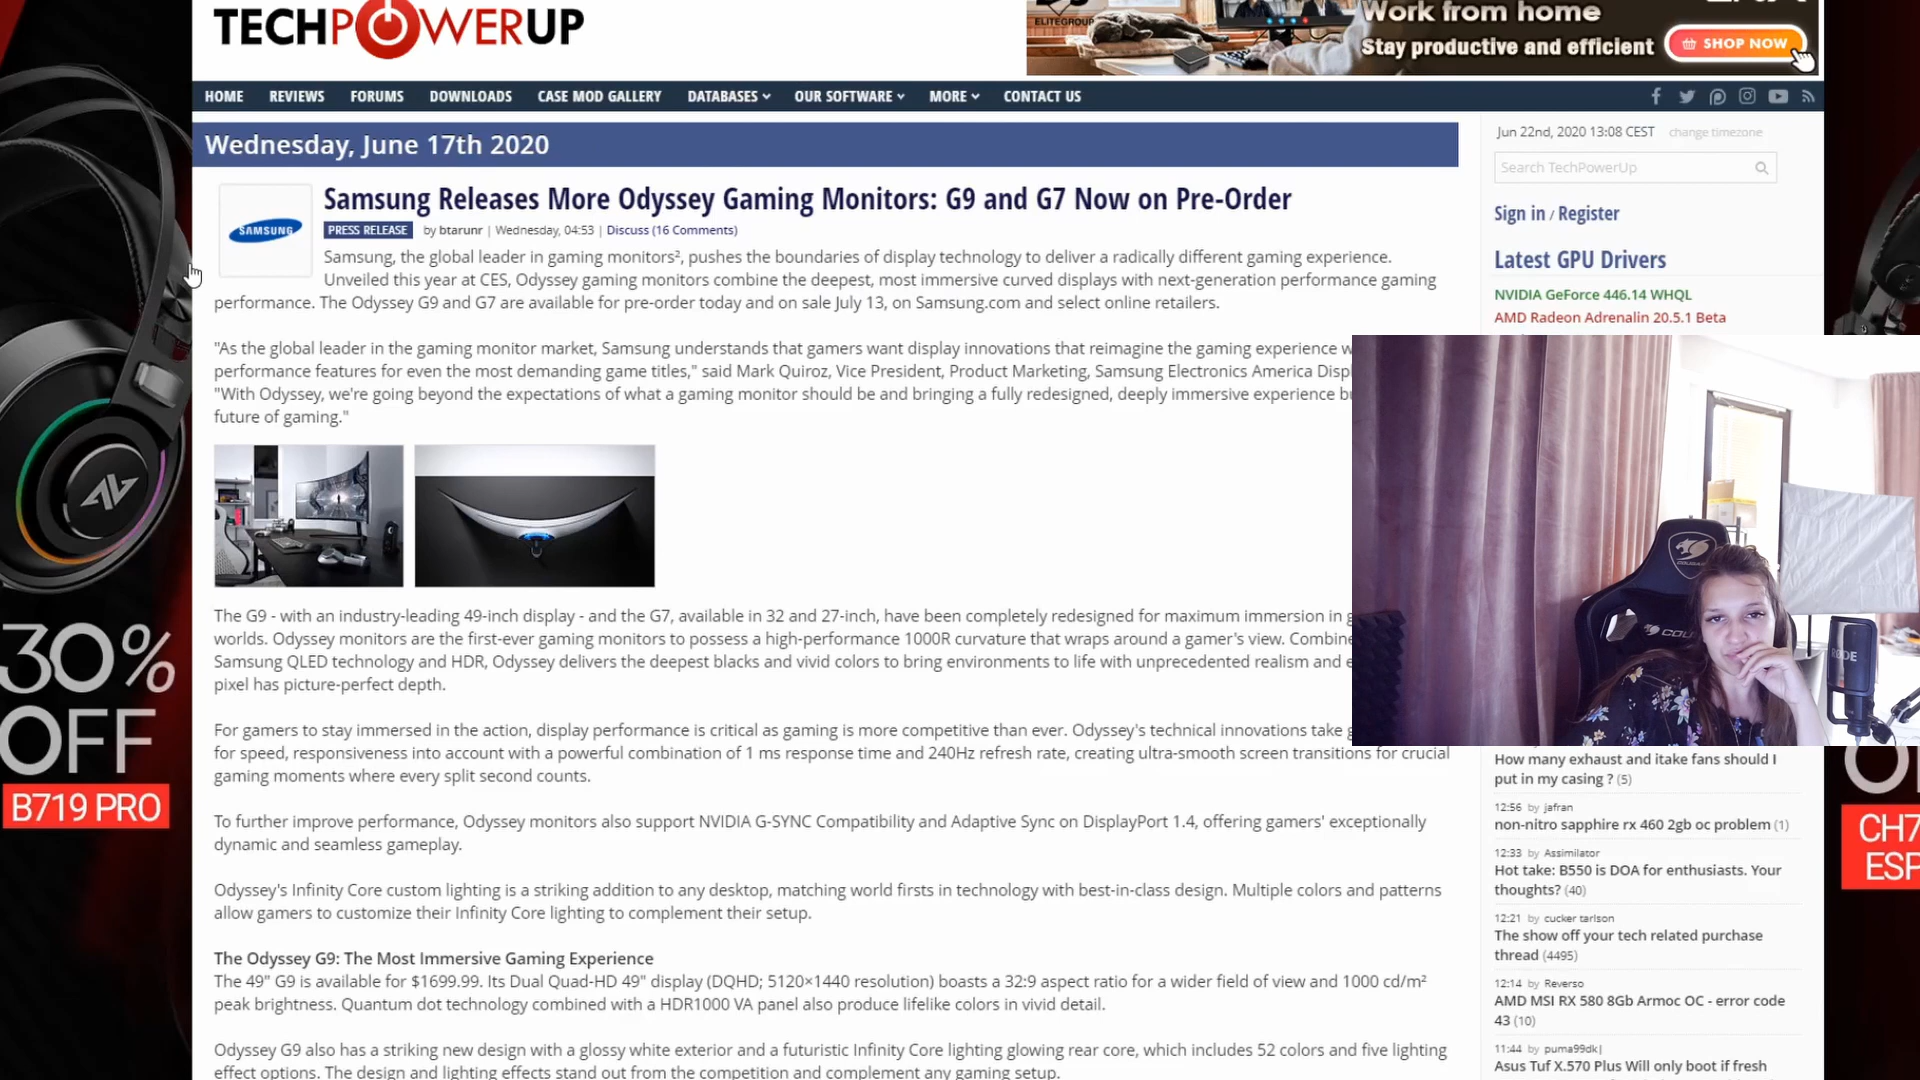 TECHPOWERUP
ELITEGROUP
Work from home
Stay productive and efficient
SHOP NOW
HOME REVIEWS FORUMS DOWNLOADS CASE MOD GALLERY DATABASES OUR SOFTWARE MORE CONTACT US
Wednesday, June 17th 2020
Samsung Releases More Odyssey Gaming Monitors: G9 and G7 Now on Pre-Order
SAMSUNG
PRESS RELEASE by btarunr | Wednesday, 04:53 | Discuss (16 Comments)
Samsung, the global leader in gaming monitors², pushes the boundaries of display technology to deliver a radically different gaming experience.
Unveiled this year at CES, Odyssey gaming monitors combine the deepest, most immersive curved displays with next-generation performance gaming
performance. The Odyssey G9 and G7 are available for pre-order today and on sale July 13, on Samsung.com and select online retailers.
"As the global leader in the gaming monitor market, Samsung understands that gamers want display innovations that reimagine the gaming experience
performance features for even the most demanding game titles," said Mark Quiroz, Vice President, Product Marketing, Samsung Electronics America
"With Odyssey, we're going beyond the expectations of what a gaming monitor should be and bringing a fully redesigned, deeply immersive experience
future of gaming."
The G9 - with an industry-leading 49-inch display - and the G7, available in 32 and 27-inch, have been completely redesigned for maximum immersion in
worlds. Odyssey monitors are the first-ever gaming monitors to possess a high-performance 1000R curvature that wraps around a gamer's view.
Samsung QLED technology and HDR, Odyssey delivers the deepest blacks and vivid colors to bring environments to life with unprecedented realism and
pixel has picture-perfect depth.
For gamers to stay immersed in the action, display performance is critical as gaming is more competitive than ever. Odyssey's technical innovations take
for speed, responsiveness into account with a powerful combination of 1 ms response time and 240Hz refresh rate, creating ultra-smooth screen transitions for crucial
gaming moments where every split second counts.
To further improve performance, Odyssey monitors also support NVIDIA G-SYNC Compatibility and Adaptive Sync on DisplayPort 1.4, offering gamers' exceptionally
dynamic and seamless gameplay.
Odyssey's Infinity Core custom lighting is a striking addition to any desktop, matching world firsts in technology with best-in-class design. Multiple colors and patterns
allow gamers to customize their Infinity Core lighting to complement their setup.
The Odyssey G9: The Most Immersive Gaming Experience
The 49" G9 is available for $1699.99. Its Dual Quad-HD 49" display (DQHD; 5120×1440 resolution) boasts a 32:9 aspect ratio for a wider field of view and 1000 cd/m²
peak brightness. Quantum dot technology combined with a HDR1000 VA panel also produce lifelike colors in vivid detail.
Odyssey G9 also has a striking new design with a glossy white exterior and a futuristic Infinity Core lighting glowing rear core, which includes 52 colors and five lighting
effect options. The design and lighting effects stand out from the competition and complement any gaming setup.
Jun 22nd, 2020 13:08 CEST change timezone
Search TechPowerUp
Sign in / Register
Latest GPU Drivers
NVIDIA GeForce 446.14 WHQL
AMD Radeon Adrenalin 20.5.1 Beta
How many exhaust and itake fans should I
put in my casing ? (5)
12:56 by jafran
non-nitro sapphire rx 460 2gb oc problem (1)
12:33 by Assimilator
Hot take: B550 is DOA for enthusiasts. Your
thoughts? (40)
12:21 by cucker tarlson
The show off your tech related purchase
thread (4495)
12:14 by Reverso
AMD MSI RX 580 8Gb Armoc OC - error code
43 (10)
11:44 by puma99dk|
Asus Tuf X.570 Plus Will only boot if fresh
30%
OFF
B719 PRO
CH7
ESP
COU
RODE